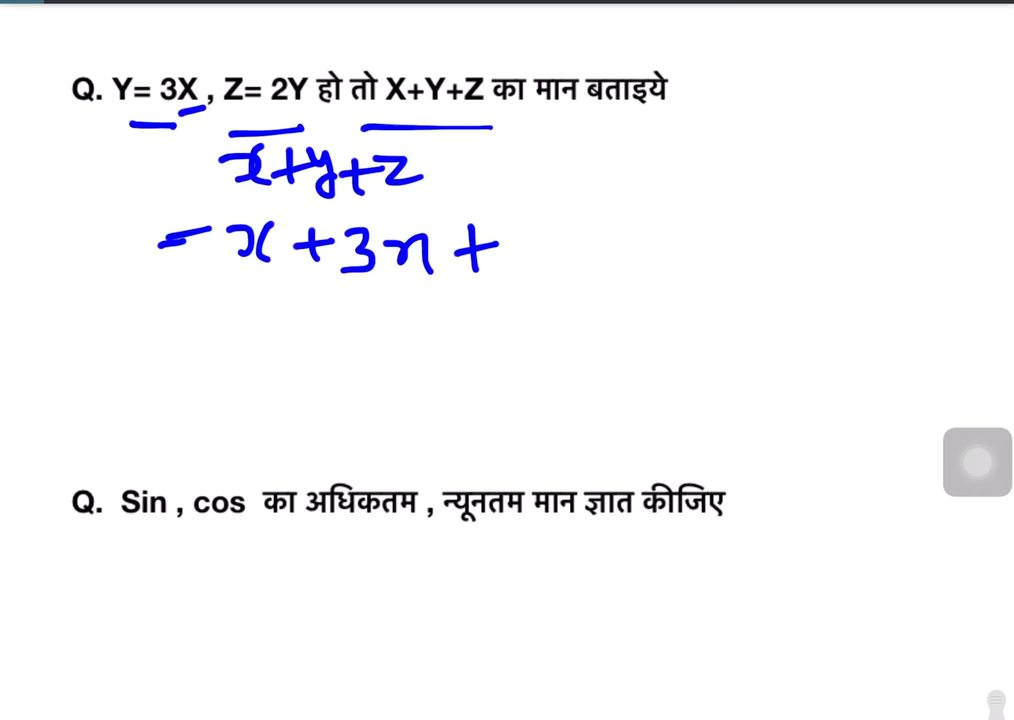 Q. Y= 3X , Z= 2Y हो तो X+Y+Z का मान बताइये
x+y+z
= x + 3x +
Q. Sin , cos का अधिकतम , न्यूनतम मान ज्ञात कीजिए